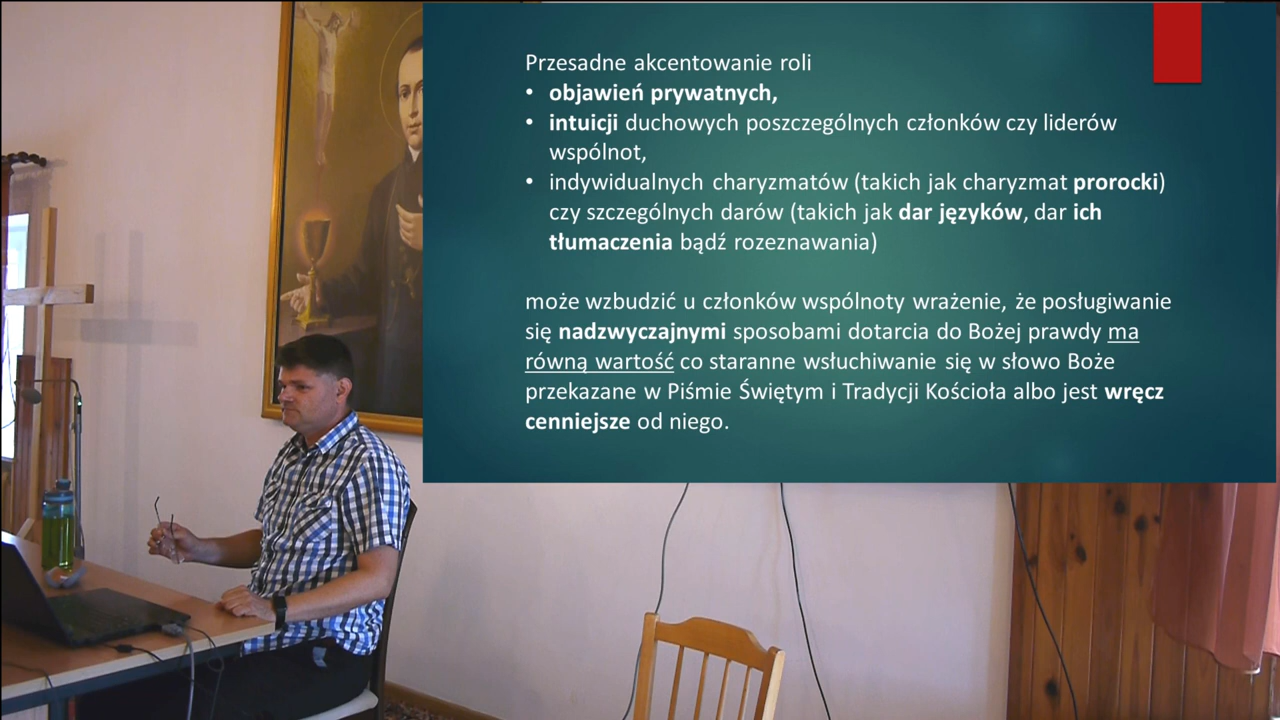 Przesadne akcentowanie roli
• objawień prywatnych,
• intuicji duchowych poszczególnych członków czy liderów
wspólnot,
• indywidualnych charyzmatów (takich jak charyzmat prorocki)
czy szczególnych darów (takich jak dar języków, dar ich
tłumaczenia bądź rozeznawania)
może wzbudzić u członków wspólnoty wrażenie, że posługiwanie
się nadzwyczajnymi sposobami dotarcia do Bożej prawdy ma
równą wartość co staranne wsłuchiwanie się w słowo Boże
przekazane w Piśmie Świętym i Tradycji Kościoła albo jest wręcz
cenniejsze od niego.